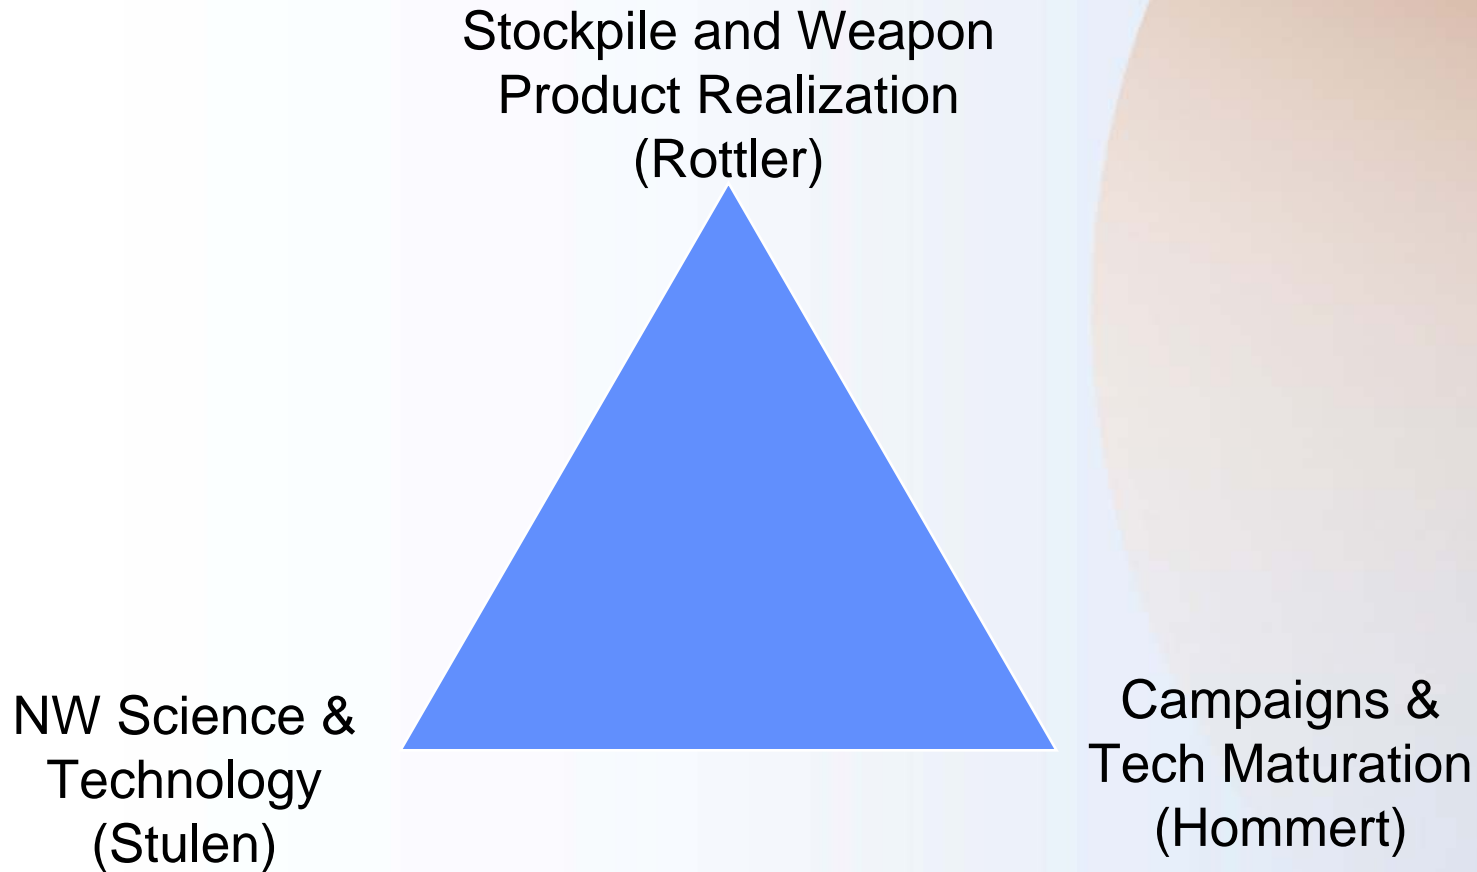 Stockpile and Weapon
Product Realization
(Rottler)
NW Science &
Technology
(Stulen)
Campaigns &
Tech Maturation
(Hommert)